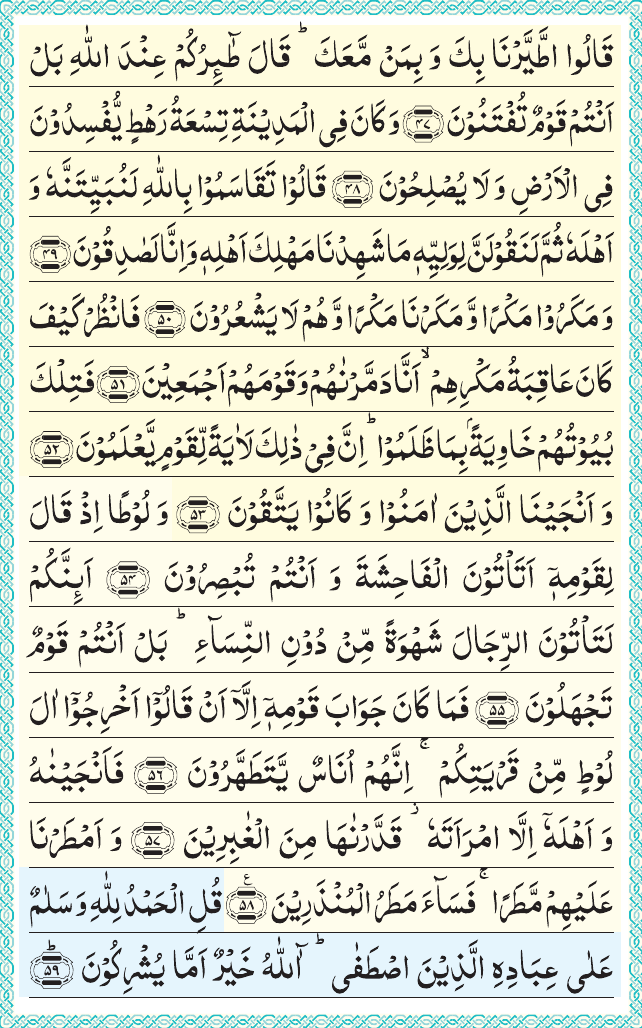 قَالُوا اطَّيَّرْنَا بِكَ وَ بِمَنْ مَّعَكَ ؕ قَالَ طٰٓئِرُكُمْ عِنْدَ اللّٰهِ بَلْ
اَنْتُمْ قَوْمٌ تُفْتَنُوْنَ ﴿۴۷﴾ وَ كَانَ فِی الْمَدِیْنَةِ تِسْعَةُ رَهْطٍ یُّفْسِدُوْنَ
فِی الْاَرْضِ وَ لَا یُصْلِحُوْنَ ﴿۴۸﴾ قَالُوْا تَقَاسَمُوْا بِاللّٰهِ لَنُبَیِّتَنَّهٗ وَ
اَهْلَهٗ ثُمَّ لَنَقُوْلَنَّ لِوَلِیِّهٖ مَا شَهِدْنَا مَهْلِكَ اَهْلِهٖ وَ اِنَّا لَصٰدِقُوْنَ ﴿۴۹﴾
وَ مَكَرُوْا مَكْرًا وَّ مَكَرْنَا مَكْرًا وَّ هُمْ لَا یَشْعُرُوْنَ ﴿۵۰﴾ فَانْظُرْ كَیْفَ
كَانَ عَاقِبَةُ مَكْرِهِمْ ۙ اَنَّا دَمَّرْنٰهُمْ وَ قَوْمَهُمْ اَجْمَعِیْنَ ﴿۵۱﴾ فَتِلْكَ
بُیُوْتُهُمْ خَاوِیَةًۢ بِمَا ظَلَمُوْا ؕ اِنَّ فِیْ ذٰلِكَ لَاٰیَةً لِّقَوْمٍ یَّعْلَمُوْنَ ﴿۵۲﴾
وَ اَنْجَیْنَا الَّذِیْنَ اٰمَنُوْا وَ كَانُوْا یَتَّقُوْنَ ﴿۵۳﴾ وَ لُوْطًا اِذْ قَالَ
لِقَوْمِهٖۤ اَتَاْتُوْنَ الْفَاحِشَةَ وَ اَنْتُمْ تُبْصِرُوْنَ ﴿۵۴﴾ اَىِٕنَّكُمْ
لَتَاْتُوْنَ الرِّجَالَ شَهْوَةً مِّنْ دُوْنِ النِّسَآءِ ؕ بَلْ اَنْتُمْ قَوْمٌ
تَجْهَلُوْنَ ﴿۵۵﴾ فَمَا كَانَ جَوَابَ قَوْمِهٖۤ اِلَّاۤ اَنْ قَالُوْۤا اَخْرِجُوْۤا اٰلَ
لُوْطٍ مِّنْ قَرْیَتِكُمْ ۚ اِنَّهُمْ اُنَاسٌ یَّتَطَهَّرُوْنَ ﴿۵۶﴾ فَاَنْجَیْنٰهُ
وَ اَهْلَهٗۤ اِلَّا امْرَاَتَهٗ ؗ قَدَّرْنٰهَا مِنَ الْغٰبِرِیْنَ ﴿۵۷﴾ وَ اَمْطَرْنَا
عَلَیْهِمْ مَّطَرًا ۚ فَسَآءَ مَطَرُ الْمُنْذَرِیْنَ ﴿۵۸﴾ع قُلِ الْحَمْدُ لِلّٰهِ وَ سَلٰمٌ
عَلٰی عِبَادِهِ الَّذِیْنَ اصْطَفٰی ؕ آٰللّٰهُ خَیْرٌ اَمَّا یُشْرِكُوْنَ ﴿ؕ۵۹﴾